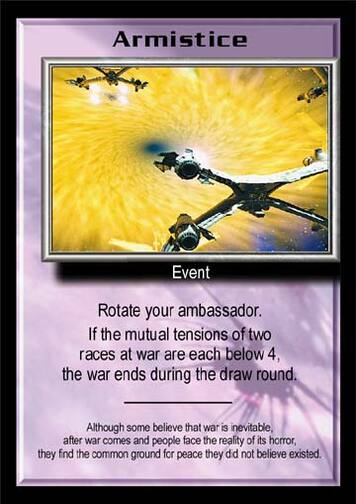 Armistice
Event
Rotate your ambassador.
If the mutual tensions of two
races at war are each below 4,
the war ends during the draw round.
Although some believe that war is inevitable,
after war comes and people face the reality of its horror,
they find the common ground for peace they did not believe existed.